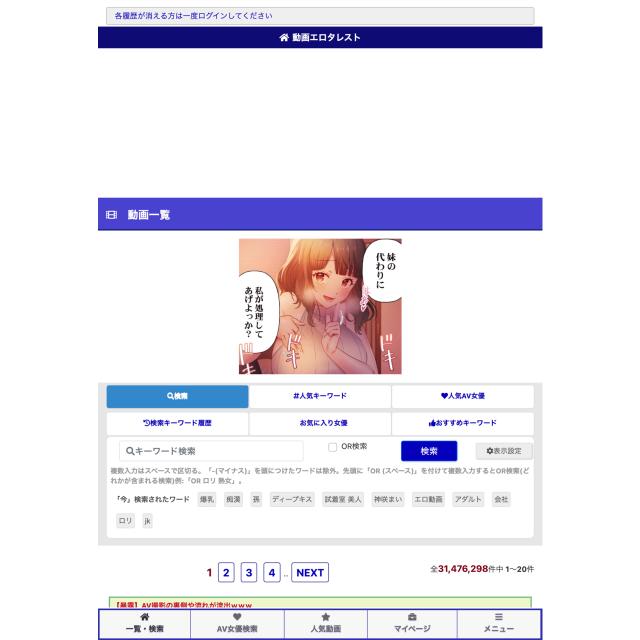 各履歴が消える方は一度ログインしてください
動画エロタレスト
動画一覧
妹の
代わりに
私が処理して
あげよっか？
ドキ
ドキ
検索
#人気キーワード
人気AV女優
検索キーワード履歴
お気に入り女優
おすすめキーワード
キーワード検索
OR検索
検索
表示設定
複数入力はスペースで区切る。「-(マイナス)」を頭につけたワードは除外。先頭に「OR (スペース)」を付けて複数入力するとOR検索(ど
れかが含まれる検索)例:「OR ロリ 熟女」。
「今」検索されたワード 爆乳 痴漢 孫 ディープキス 試着室 美人 神咲まい エロ動画 アダルト 会社
ロリ jk
1 2 3 4 .. NEXT
全31,476,298件中 1～20件
【暴露】AV撮影の裏側や流れが流出www
一覧・検索
AV女優検索
人気動画
マイページ
メニュー